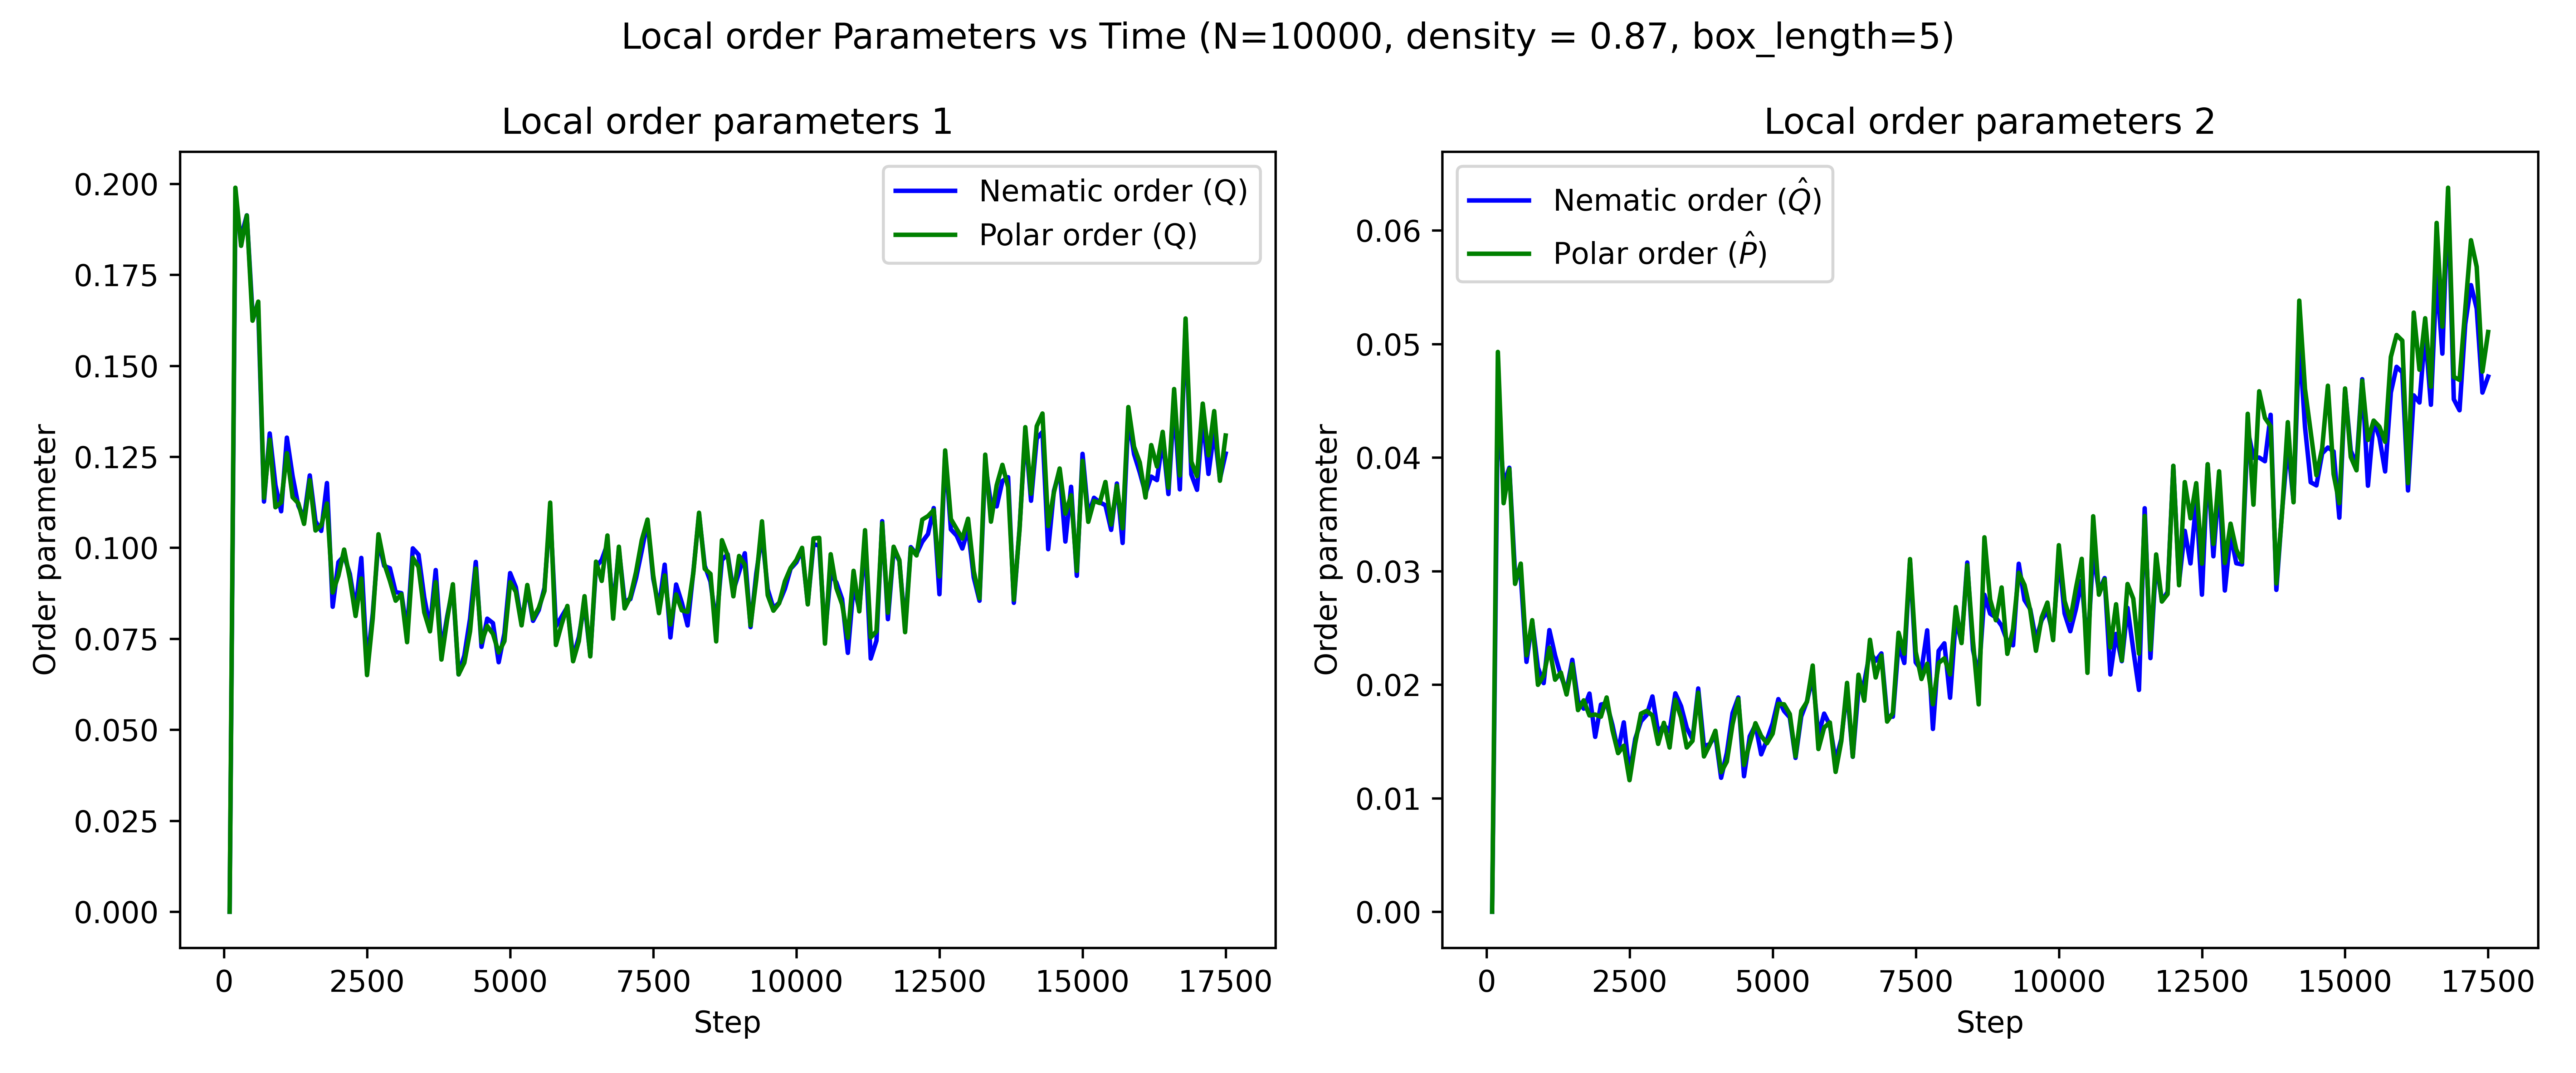 Local order Parameters vs Time (N=10000, density = 0.87, box_length=5)
Local order parameters 1
Nematic order (Q)
Polar order (Q)
0.200
0.175
0.150
0.125
0.100
0.075
0.050
0.025
0.000
Order parameter
0 2500 5000 7500 10000 12500 15000 17500
Step
Local order parameters 2
Nematic order (Q̂)
Polar order (P̂)
0.06
0.05
0.04
0.03
0.02
0.01
0.00
Order parameter
0 2500 5000 7500 10000 12500 15000 17500
Step